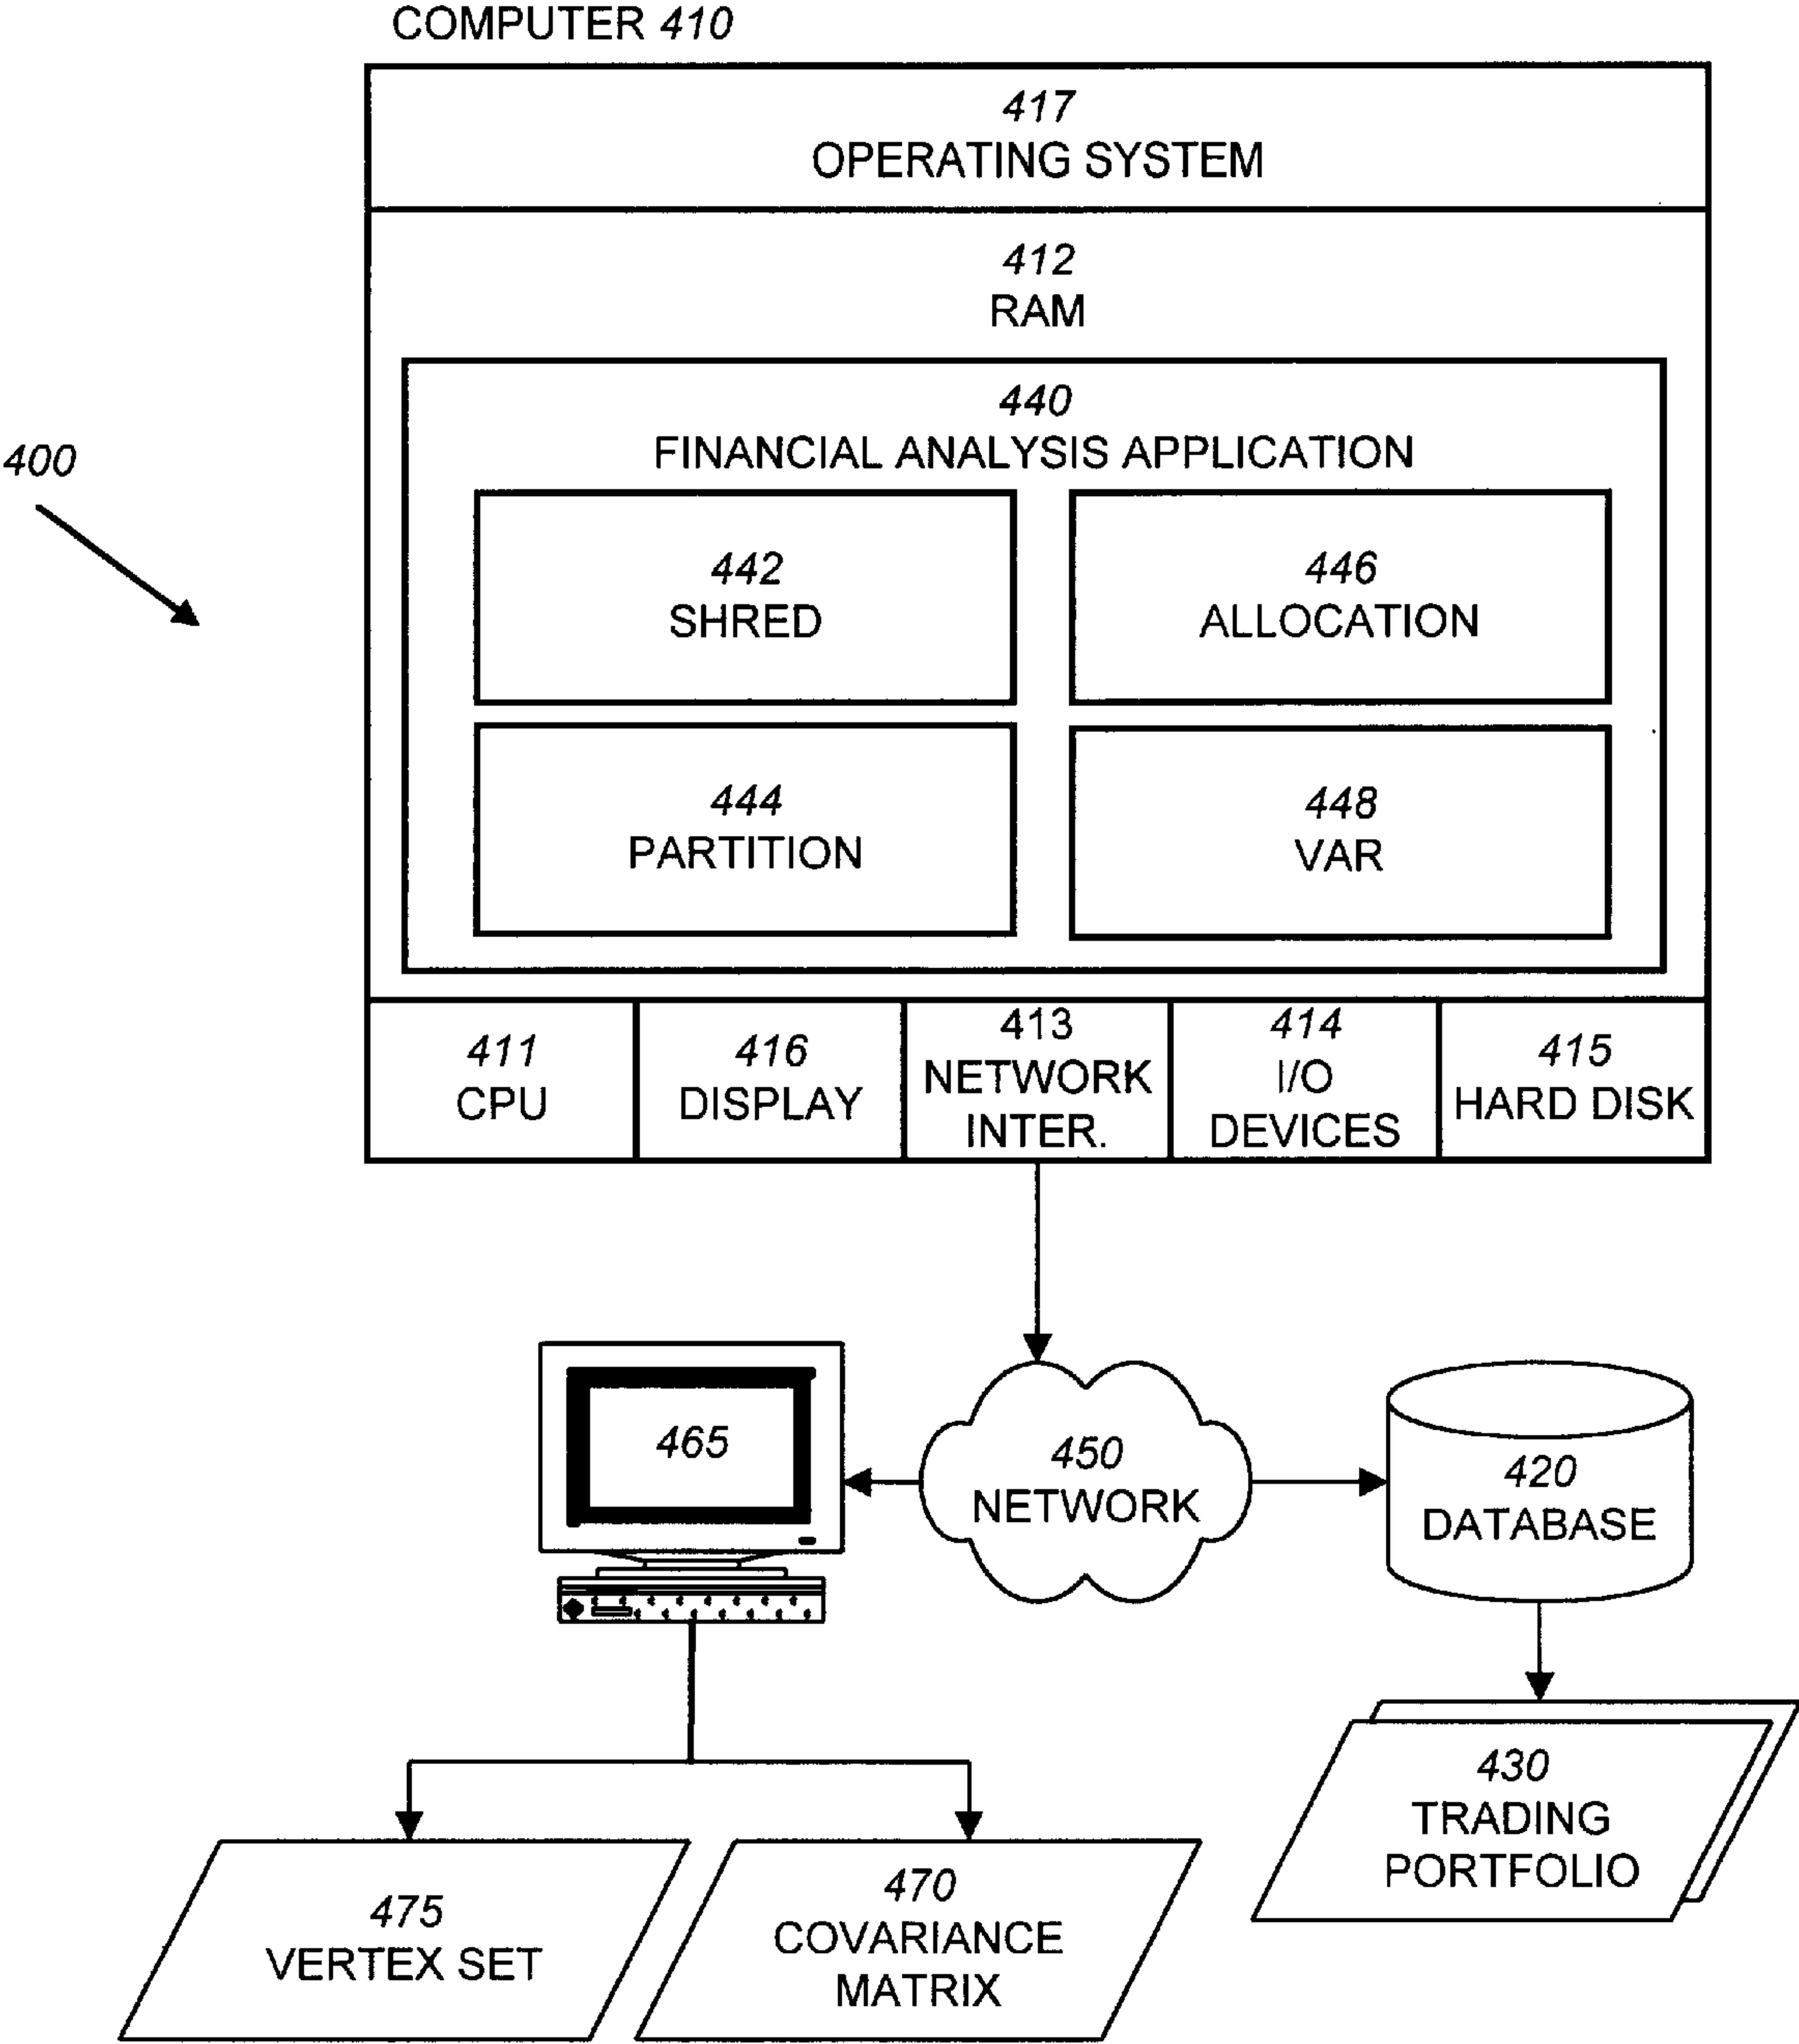 COMPUTER 410
417
OPERATING SYSTEM
412
RAM
440
FINANCIAL ANALYSIS APPLICATION
400
442
SHRED
446
ALLOCATION
444
PARTITION
448
VAR
411
CPU
416
DISPLAY
413
NETWORK
INTER.
414
I/O
DEVICES
415
HARD DISK
465
450
NETWORK
420
DATABASE
430
TRADING
PORTFOLIO
475
VERTEX SET
470
COVARIANCE
MATRIX